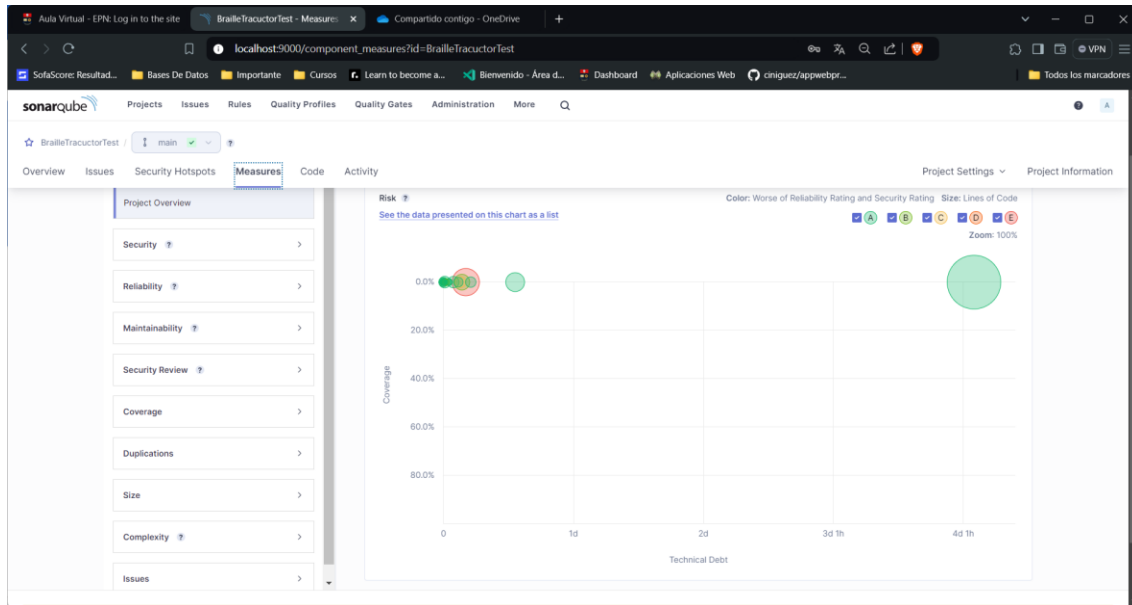 Aula Virtual - EPN: Log in to the site
BrailleTracuctorTest - Measures
Compartido contigo - OneDrive
localhost:9000/component_measures?id=BrailleTracuctorTest
VPN
SofaScore: Resultad...
Bases De Datos
Importante
Cursos
r. Learn to become a...
Bienvenido - Área d...
Dashboard
Aplicaciones Web
ciniguez/appwebpr...
Todos los marcadores
sonarqube
Projects
Issues
Rules
Quality Profiles
Quality Gates
Administration
More
A
BrailleTracuctorTest / main
Overview
Issues
Security Hotspots
Measures
Code
Activity
Project Settings
Project Information
Project Overview
Security
Reliability
Maintainability
Security Review
Coverage
Duplications
Size
Complexity
Issues
Risk
See the data presented on this chart as a list
Color: Worse of Reliability Rating and Security Rating Size: Lines of Code
A B C D E
Zoom: 100%
0.0%
20.0%
40.0%
60.0%
80.0%
Coverage
0
1d
2d
3d 1h
4d 1h
Technical Debt